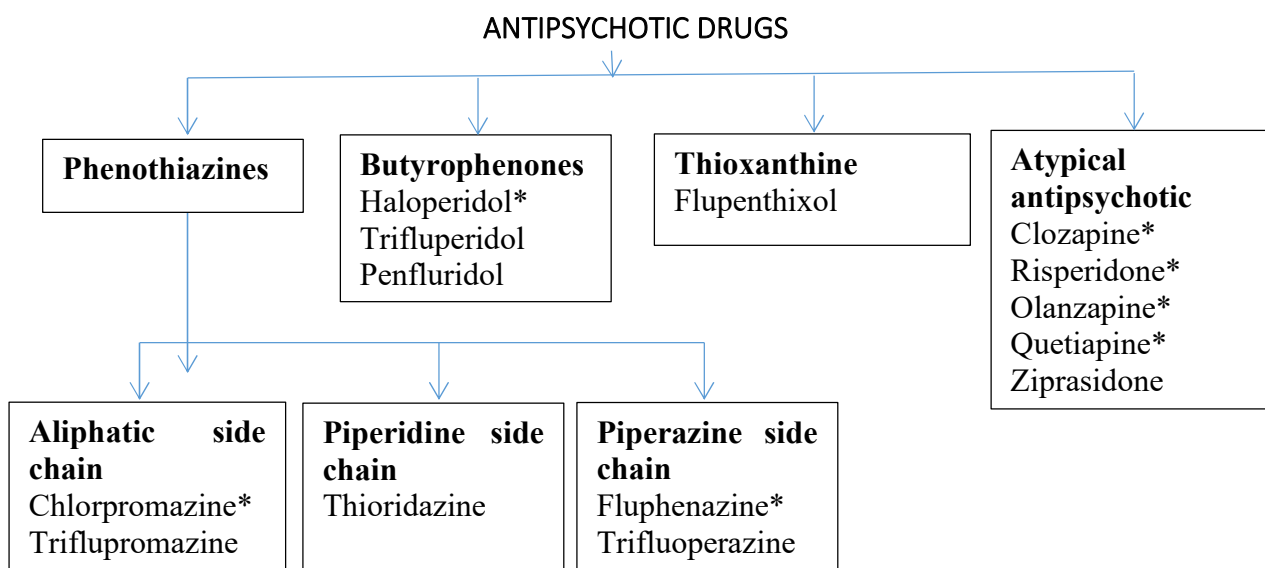 ANTIPSYCHOTIC DRUGS
Phenothiazines
Butyrophenones
Haloperidol*
Trifluperidol
Penfluridol
Thioxanthine
Flupenthixol
Atypical
antipsychotic
Clozapine*
Risperidone*
Olanzapine*
Quetiapine*
Ziprasidone
Aliphatic side
chain
Chlorpromazine*
Triflupromazine
Piperidine side
chain
Thioridazine
Piperazine side
chain
Fluphenazine*
Trifluoperazine